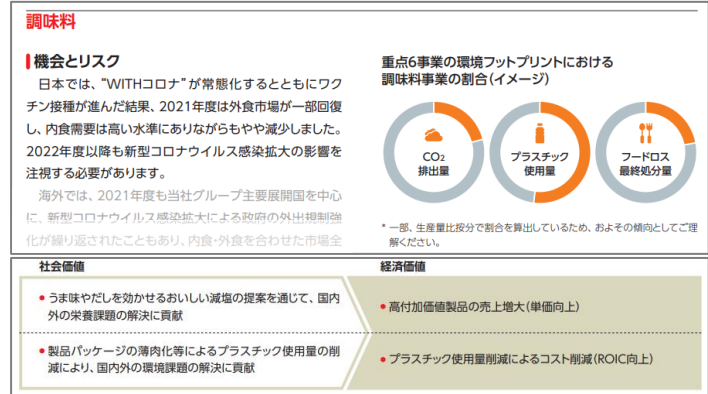 調味料
機会とリスク
日本では、“WITHコロナ”が常態化するとともにワク
チン接種が進んだ結果、2021年度は外食市場が一部回復
し、内食需要は高い水準にありながらもやや減少しました。
2022年度以降も新型コロナウイルス感染拡大の影響を
注視する必要があります。
海外では、2021年度も当社グループ主要展開国を中心
に、新型コロナウイルス感染拡大による政府の外出規制強
化が繰り返されたこともあり、内食・外食を合わせた市場全
重点6事業の環境フットプリントにおける
調味料事業の割合（イメージ）
CO₂
排出量
プラスチック
使用量
フードロス
最終処分量
* 一部、生産量比按分で割合を算出しているため、おおよその傾向としてご理
解ください。
社会価値
経済価値
● うま味やだしを効かせるおいしい減塩の提案を通じて、国内
外の栄養課題の解決に貢献
● 高付加価値製品の売上増大（単価向上）
● 製品パッケージの薄肉化等によるプラスチック使用量の削
減により、国内外の環境課題の解決に貢献
● プラスチック使用量削減によるコスト削減（ROIC向上）